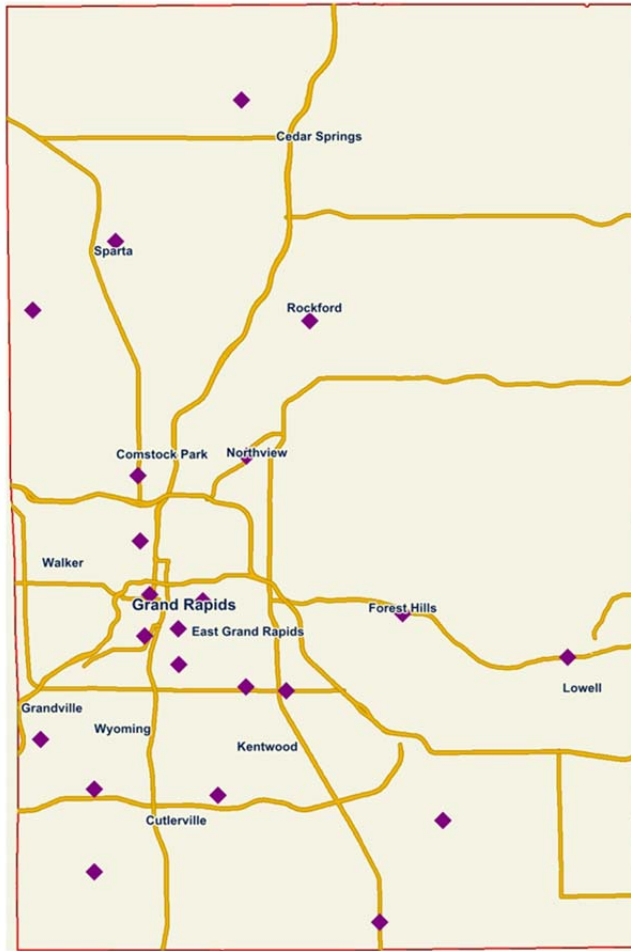 Cedar Springs
Sparta
Rockford
Comstock Park
Northview
Walker
Grand Rapids
Forest Hills
East Grand Rapids
Lowell
Grandville
Wyoming
Kentwood
Cutlerville